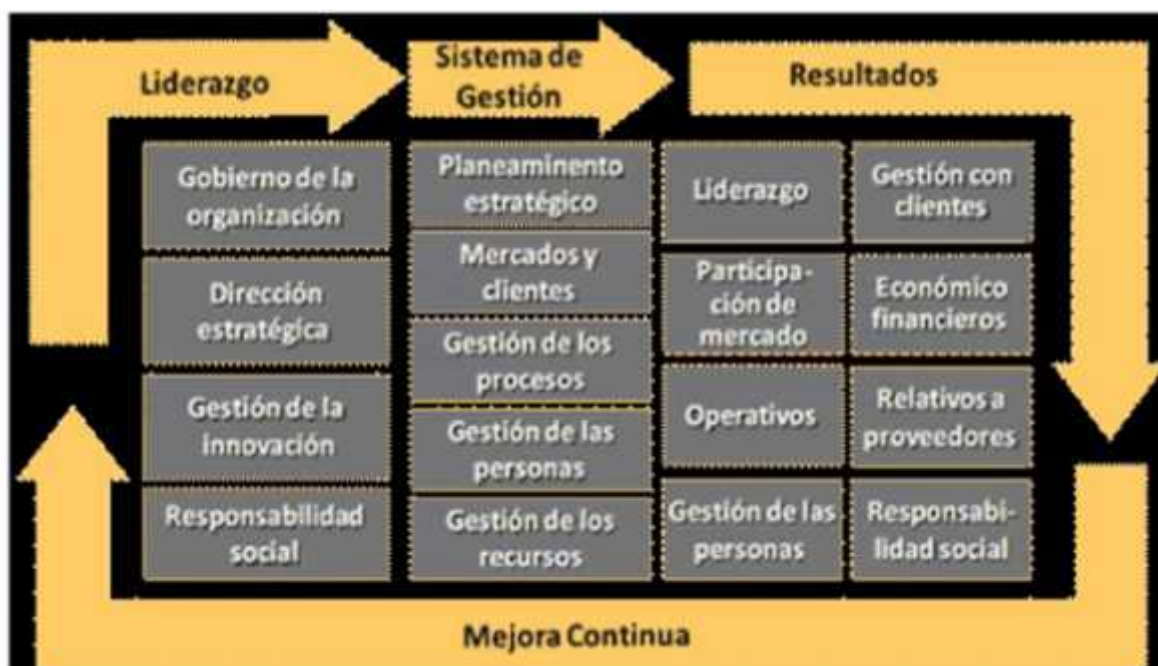 Liderazgo
Sistema de
Gestión
Resultados
Gobierno de la
organización
Dirección
estratégica
Gestión de la
innovación
Responsabilidad
social
Planeaminento
estratégico
Mercados y
clientes
Gestión de los
procesos
Gestión de las
personas
Gestión de los
recursos
Liderazgo
Participa-
ción de
mercado
Operativos
Gestión de las
personas
Gestión con
clientes
Económico
financieros
Relativos a
proveedores
Responsabi-
lidad social
Mejora Continua